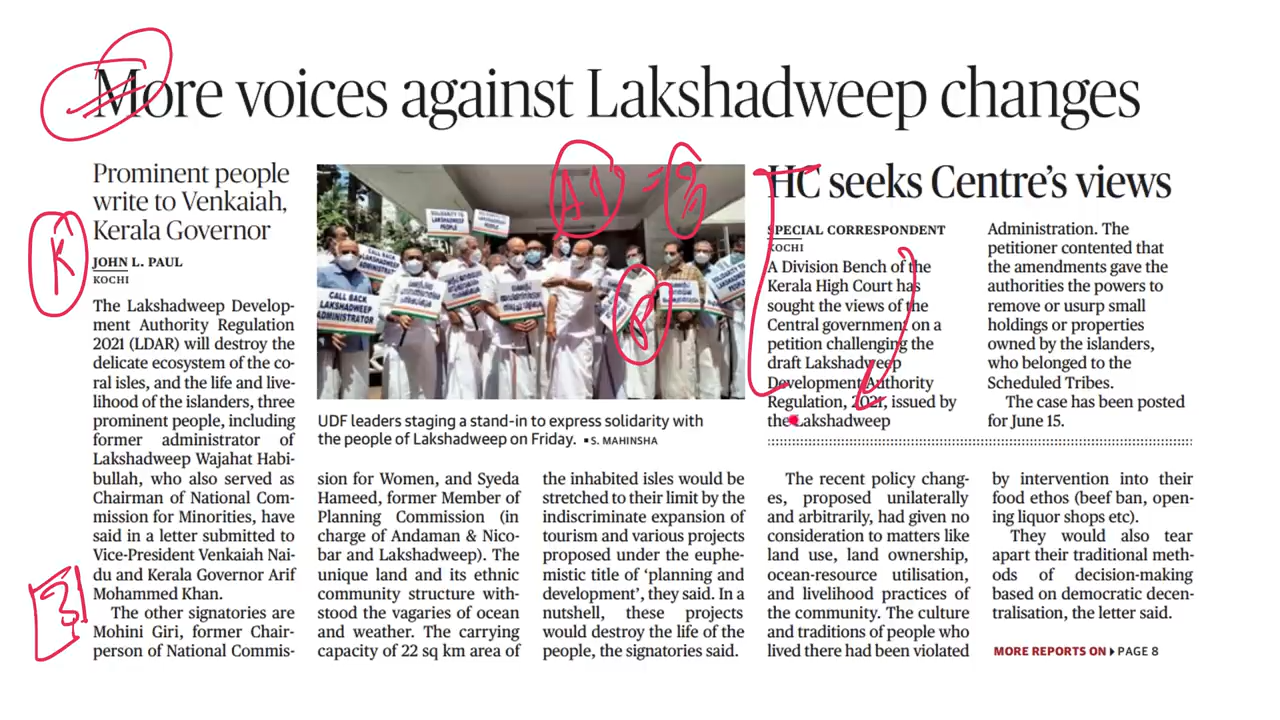 More voices against Lakshadweep changes
Prominent people
write to Venkaiah,
Kerala Governor
JOHN L. PAUL
KOCHI
The Lakshadweep Develop-
ment Authority Regulation
2021 (LDAR) will destroy the
delicate ecosystem of the co-
ral isles, and the life and live-
lihood of the islanders, three
prominent people, including
former administrator of
Lakshadweep Wajahat Habi-
bullah, who also served as
Chairman of National Com-
mission for Minorities, have
said in a letter submitted to
Vice-President Venkaiah Nai-
du and Kerala Governor Arif
Mohammed Khan.
The other signatories are
Mohini Giri, former Chair-
person of National Commis-
SOLIDARITY TO
LAKSHADWEEP
PEOPLE
CALL BACK
LAKSHADWEEP
ADMINISTRATOR
CALL BACK
LAKSHADWEEP
ADMINISTRATOR
UDF leaders staging a stand-in to express solidarity with
the people of Lakshadweep on Friday. ▪S. MAHINSHA
sion for Women, and Syeda
Hameed, former Member of
Planning Commission (in
charge of Andaman & Nico-
bar and Lakshadweep). The
unique land and its ethnic
community structure with-
stood the vagaries of ocean
and weather. The carrying
capacity of 22 sq km area of
the inhabited isles would be
stretched to their limit by the
indiscriminate expansion of
tourism and various projects
proposed under the euphe-
mistic title of ‘planning and
development’, they said. In a
nutshell, these projects
would destroy the life of the
people, the signatories said.
HC seeks Centre’s views
SPECIAL CORRESPONDENT
KOCHI
A Division Bench of the
Kerala High Court has
sought the views of the
Central government on a
petition challenging the
draft Lakshadweep
Development Authority
Regulation, 2021, issued by
the Lakshadweep
Administration. The
petitioner contented that
the amendments gave the
authorities the powers to
remove or usurp small
holdings or properties
owned by the islanders,
who belonged to the
Scheduled Tribes.
The case has been posted
for June 15.
The recent policy chang-
es, proposed unilaterally
and arbitrarily, had given no
consideration to matters like
land use, land ownership,
ocean-resource utilisation,
and livelihood practices of
the community. The culture
and traditions of people who
lived there had been violated
by intervention into their
food ethos (beef ban, open-
ing liquor shops etc).
They would also tear
apart their traditional meth-
ods of decision-making
based on democratic decen-
tralisation, the letter said.
MORE REPORTS ON PAGE 8
K